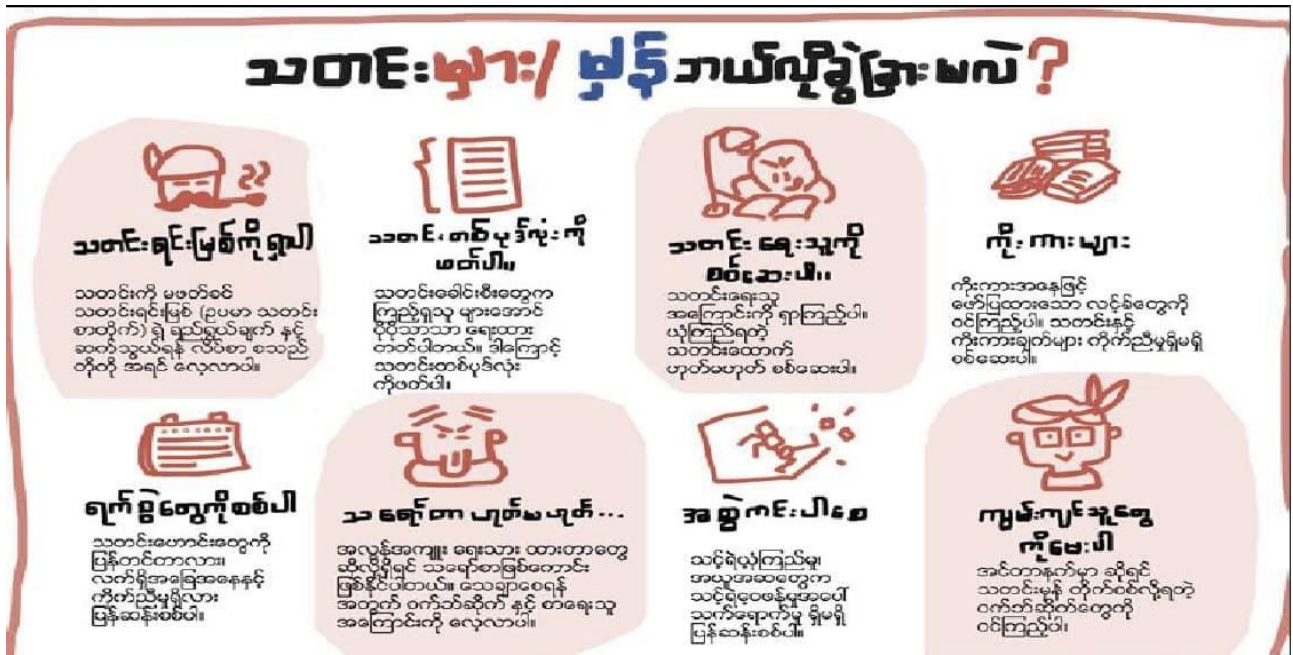 သတင်းမှား/ မှန် ဘယ်လိုခွဲခြားမလဲ?
သတင်းရင်းမြစ်ကို ရှာပါ
သတင်းကို မဖတ်ခင်
သတင်းရင်းမြစ် (ဥပမာ သတင်း
စာတိုက်) ရဲ့ ရည်ရွယ်ချက် နှင့်
ဆက်သွယ်ရန် လိပ်စာ စသည်
တို့ကို အရင် လေ့လာပါ။
သတင်းတစ်ပုဒ်လုံးကို
ဖတ်ပါ။
သတင်းခေါင်းစီးတွေက
ကြည့်ရှုသူ များအောင်
ပိုပိုသာသာ ရေးထား
တတ်ပါတယ်။ ဒါကြောင့်
သတင်းတစ်ပုဒ်လုံး
ကိုဖတ်ပါ။
သတင်း ရေးသူကို
စစ်ဆေးပါ။
သတင်းရေးသူ
အကြောင်းကို ရှာကြည့်ပါ။
ယုံကြည်ရတဲ့
သတင်းထောက်
ဟုတ်မဟုတ် စစ်ဆေးပါ။
ကိုးကားများ
ကိုးကားအနေဖြင့်
ဖော်ပြထားသော လင့်ခ်တွေကို
ဝင်ကြည့်ပါ။ သတင်းနှင့်
ကိုးကားချက်များ ကိုက်ညီမှုရှိမရှိ
စစ်ဆေးပါ။
ရက်စွဲတွေကိုစစ်ပါ
သတင်းဟောင်းတွေကို
ပြန်တင်တာလား၊
လက်ရှိအခြေအနေနှင့်
ကိုက်ညီမှုရှိလား
ပြန်ဆန်းစစ်ပါ။
သရော်တာ ဟုတ်မဟုတ်...
အလွန်အကျူး ရေးသား ထားတာတွေ
ဆိုလို့ရှိရင် သရော်စာဖြစ်ကောင်း
ဖြစ်နိုင်ပါတယ်။ သေချာစေရန်
အတွက် ဝက်ဘ်ဆိုက် နှင့် စာရေးသူ
အကြောင်းကို လေ့လာပါ။
အစွဲကင်းပါစေ
သင့်ရဲ့ယုံကြည်မှု၊
အယူအဆတွေက
သင့်ရဲ့ဝေဖန်မှုအပေါ်
သက်ရောက်မှု ရှိမရှိ
ပြန်ဆန်းစစ်ပါ။
ကျွမ်းကျင်သူတွေ
ကိုမေးပါ
အင်တာနက်မှာ ဆိုရင်
သတင်းမှန် တိုက်စစ်လို့ရတဲ့
ဝက်ဘ်ဆိုက်တွေကို
ဝင်ကြည့်ပါ။